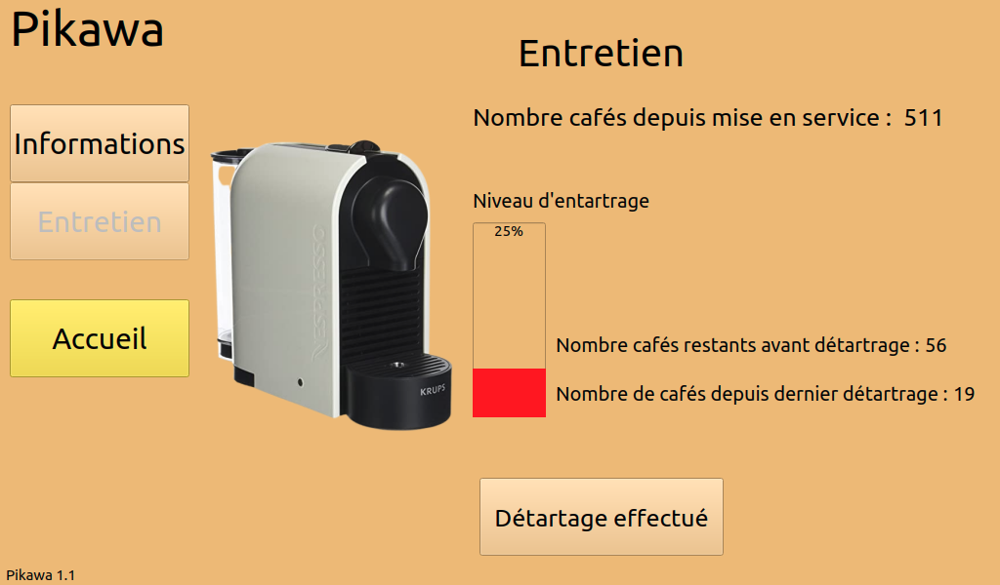 Pikawa
Entretien
Informations
Entretien
Accueil
Nombre cafés depuis mise en service : 511
Niveau d'entartrage
25%
Nombre cafés restants avant détartrage : 56
Nombre de cafés depuis dernier détartrage : 19
NESPRESSO
KRUPS
Détartage effectué
Pikawa 1.1